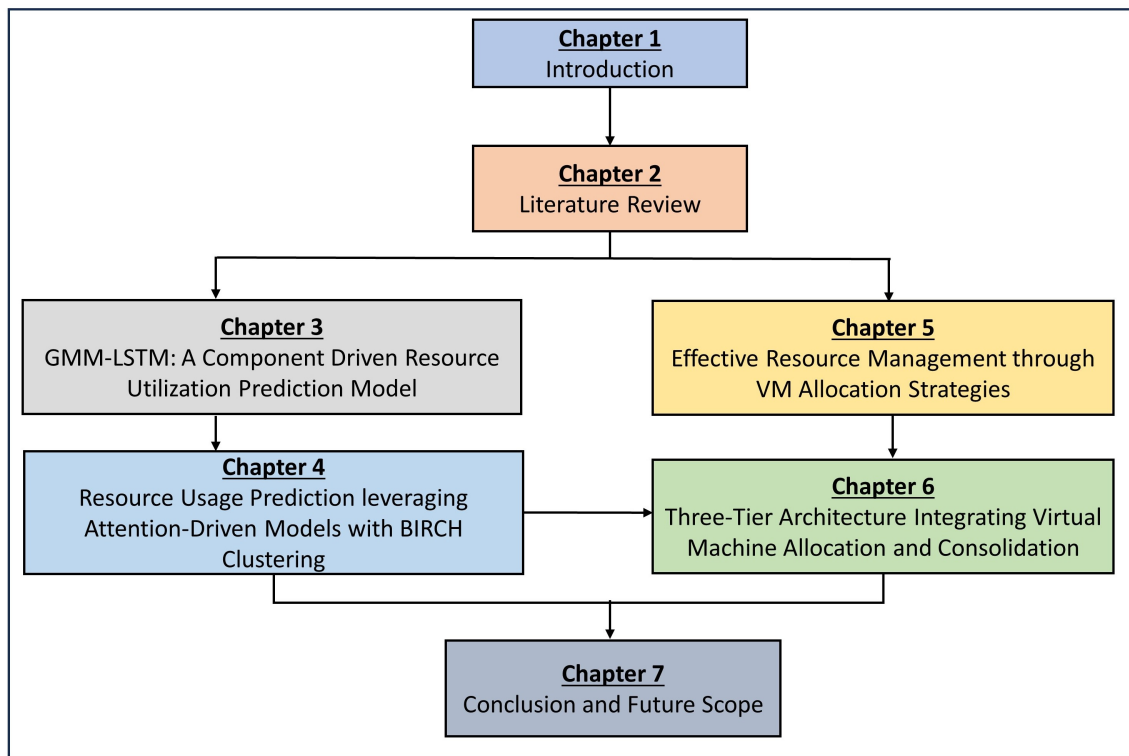 Chapter 1
Introduction
Chapter 2
Literature Review
Chapter 3
GMM-LSTM: A Component Driven Resource
Utilization Prediction Model
Chapter 5
Effective Resource Management through
VM Allocation Strategies
Chapter 4
Resource Usage Prediction leveraging
Attention-Driven Models with BIRCH
Clustering
Chapter 6
Three-Tier Architecture Integrating Virtual
Machine Allocation and Consolidation
Chapter 7
Conclusion and Future Scope